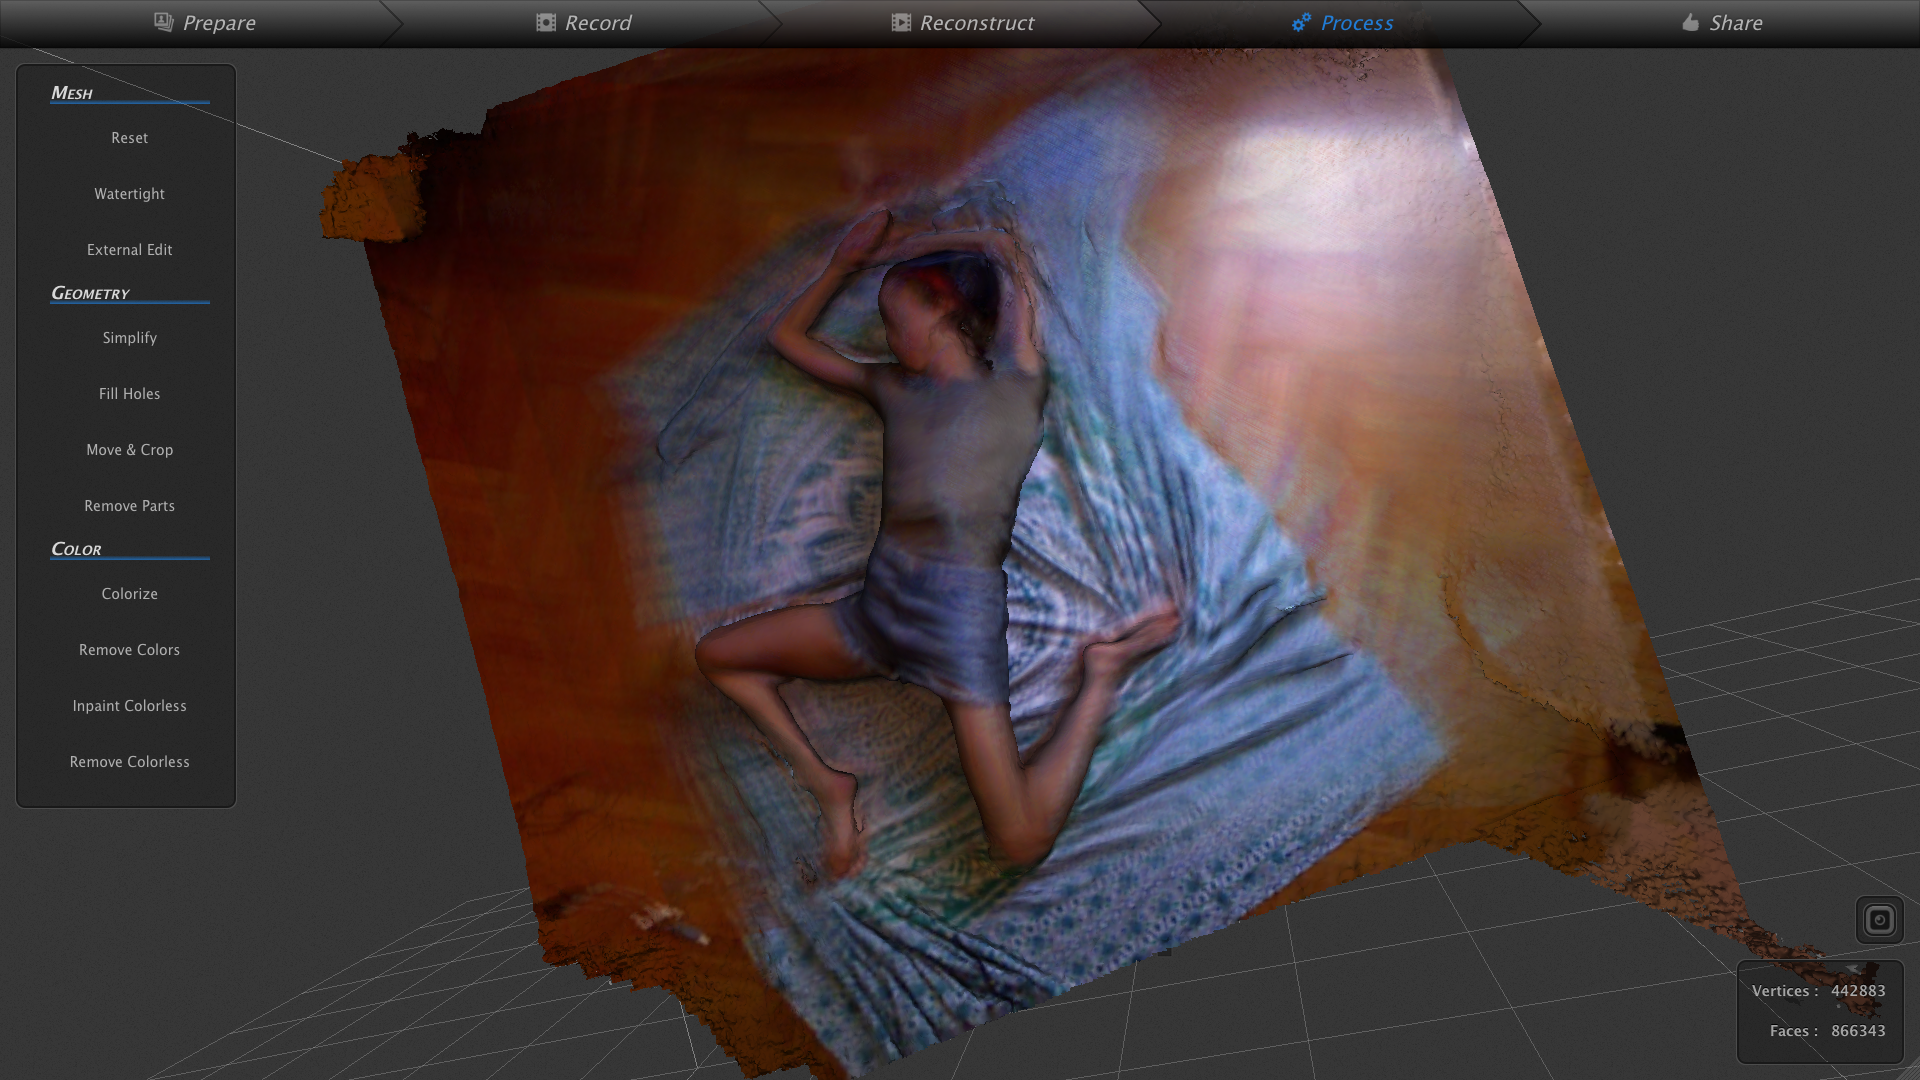 Prepare
Record
Reconstruct
Process
Share
MESH
Reset
Watertight
External Edit
GEOMETRY
Simplify
Fill Holes
Move & Crop
Remove Parts
COLOR
Colorize
Remove Colors
Inpaint Colorless
Remove Colorless
Vertices : 442883
Faces : 866343